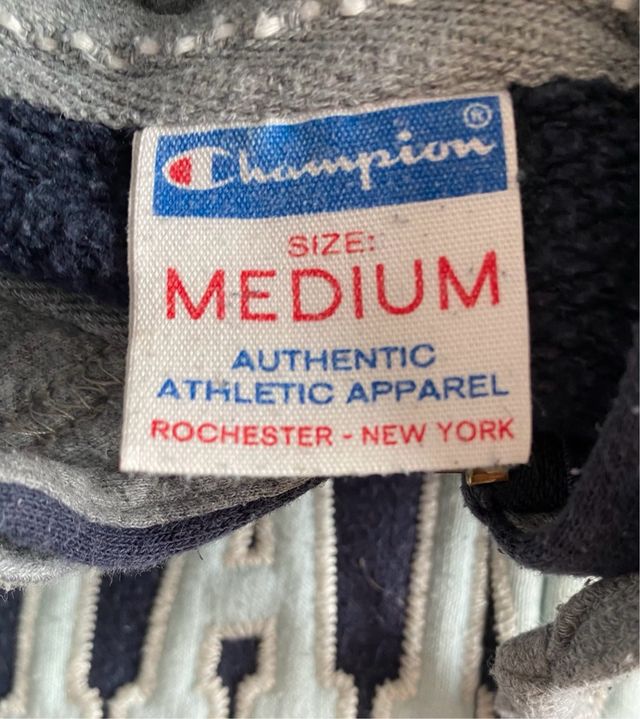 Champion®
SIZE:
MEDIUM
AUTHENTIC
ATHLETIC APPAREL
ROCHESTER - NEW YORK